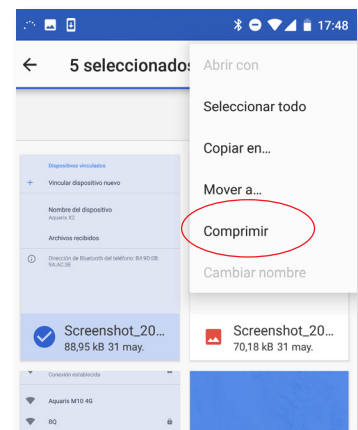 17:48
5 seleccionados
Abrir con
Seleccionar todo
Copiar en...
Mover a...
Comprimir
Cambiar nombre
Dispositivos vinculados
Vincular dispositivo nuevo
Nombre del dispositivo
Aquaris X2
Archivos recibidos
Dirección de Bluetooth del teléfono: B4:9D:0B:
9A:AC:3E
Screenshot_20...
88,95 kB 31 may.
Screenshot_20...
70,18 kB 31 may.
Conexión establecida
Aquaris M10 4G
BQ